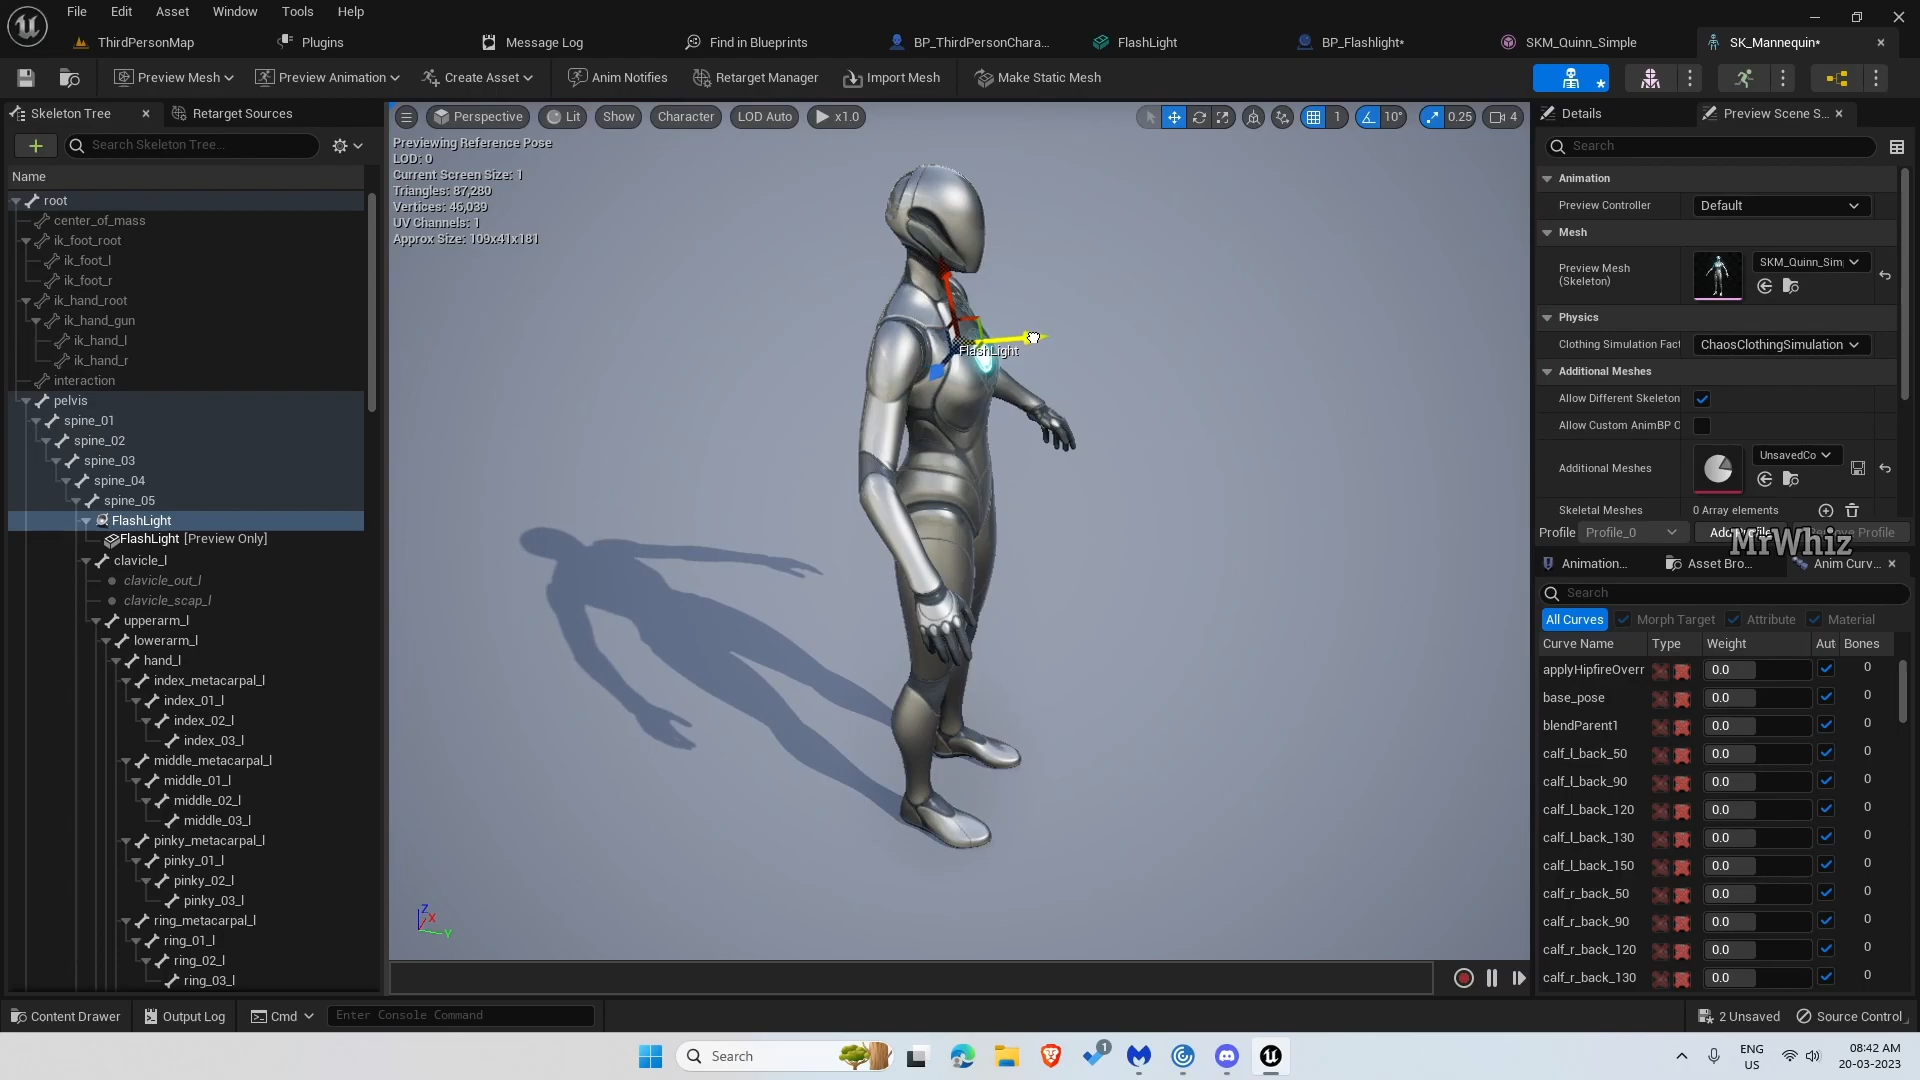 File Edit Asset Window Tools Help
ThirdPersonMap Plugins Message Log Find in Blueprints BP_ThirdPersonChara... FlashLight BP_Flashlight* SKM_Quinn_Simple SK_Mannequin*
Preview Mesh Preview Animation Create Asset Anim Notifies Retarget Manager Import Mesh Make Static Mesh
Skeleton Tree Retarget Sources
Search Skeleton Tree...
Name
root
center_of_mass
ik_foot_root
ik_foot_l
ik_foot_r
ik_hand_root
ik_hand_gun
ik_hand_l
ik_hand_r
interaction
pelvis
spine_01
spine_02
spine_03
spine_04
spine_05
FlashLight
FlashLight [Preview Only]
clavicle_l
clavicle_out_l
clavicle_scap_l
upperarm_l
lowerarm_l
hand_l
index_metacarpal_l
index_01_l
index_02_l
index_03_l
middle_metacarpal_l
middle_01_l
middle_02_l
middle_03_l
pinky_metacarpal_l
pinky_01_l
pinky_02_l
pinky_03_l
ring_metacarpal_l
ring_01_l
ring_02_l
ring_03_l
Perspective Lit Show Character LOD Auto x1.0 1 10° 0.25 4
Previewing Reference Pose
LOD: 0
Current Screen Size: 1
Triangles: 87,280
Vertices: 46,039
UV Channels: 1
Approx Size: 109x41x181
FlashLight
Z
X
Y
Details Preview Scene S...
Search
Animation
Preview Controller Default
Mesh
Preview Mesh
(Skeleton)
SKM_Quinn_Sim
Physics
Clothing Simulation Fact ChaosClothingSimulation
Additional Meshes
Allow Different Skeleton
Allow Custom AnimBP O
Additional Meshes UnsavedCo
Skeletal Meshes 0 Array elements
Profile Profile_0 Add Profile Remove Profile
MrWhiz
Animation... Asset Bro... Anim Curv...
Search
All Curves Morph Target Attribute Material
Curve Name Type Weight Aut Bones
applyHipfireOverr 0.0 0
base_pose 0.0 0
blendParent1 0.0 0
calf_l_back_50 0.0 0
calf_l_back_90 0.0 0
calf_l_back_120 0.0 0
calf_l_back_130 0.0 0
calf_l_back_150 0.0 0
calf_r_back_50 0.0 0
calf_r_back_90 0.0 0
calf_r_back_120 0.0 0
calf_r_back_130 0.0 0
Content Drawer Output Log Cmd Enter Console Command 2 Unsaved Source Control
Search 1 ENG
US
08:42 AM
20-03-2023